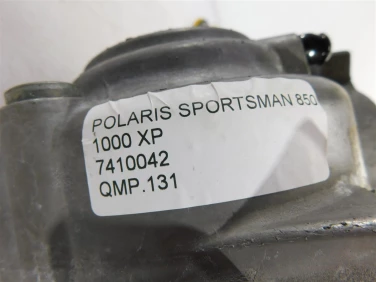 POLARIS SPORTSMAN 850
1000 XP
7410042
QMP.131